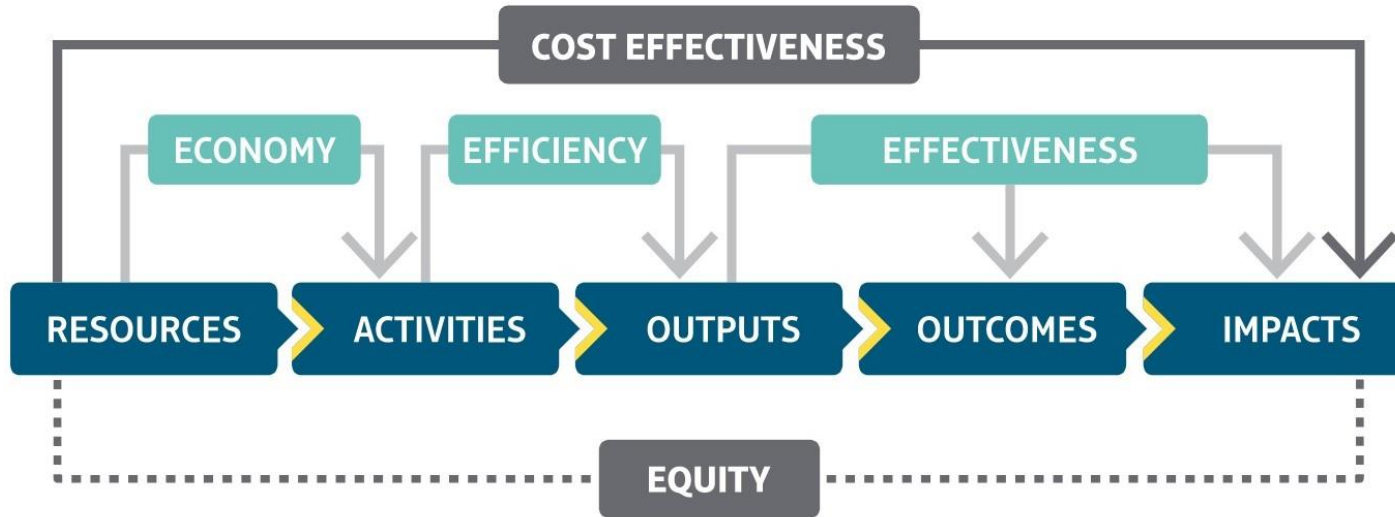 COST EFFECTIVENESS
ECONOMY
EFFICIENCY
EFFECTIVENESS
RESOURCES
ACTIVITIES
OUTPUTS
OUTCOMES
IMPACTS
EQUITY